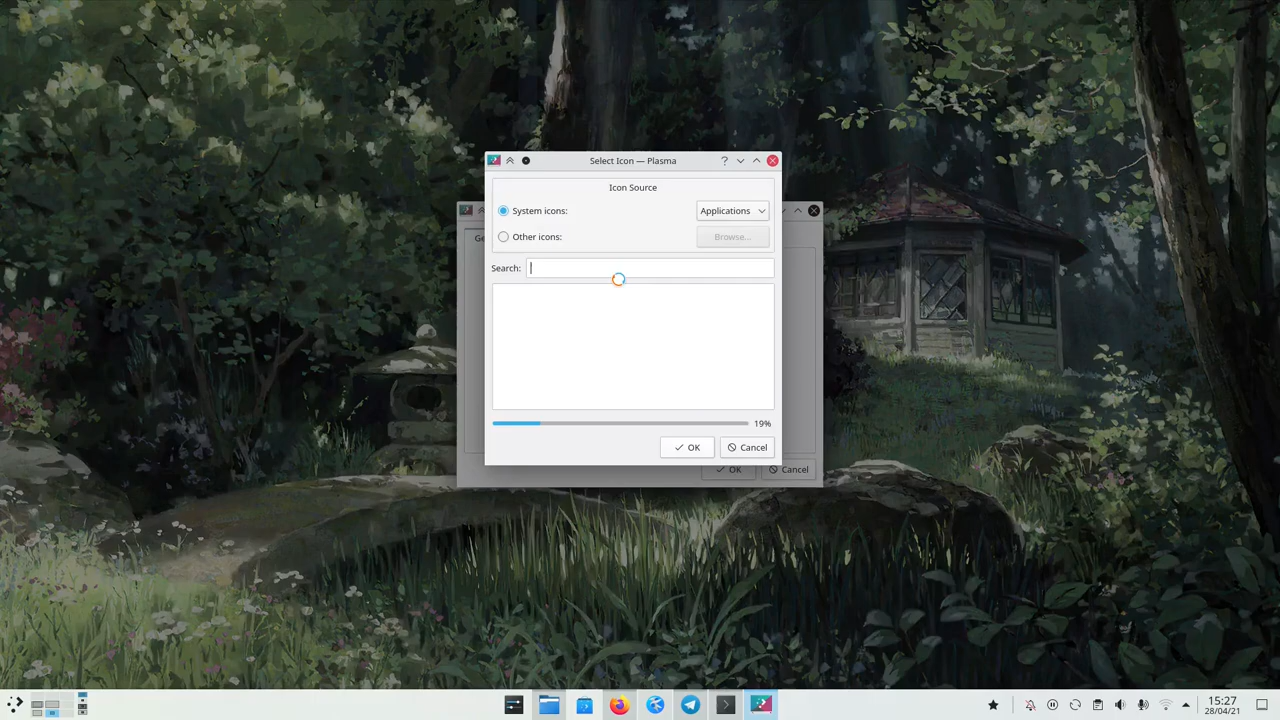 Select Icon — Plasma
Icon Source
System icons:
Applications
Other icons:
Browse...
Search:
19%
OK
Cancel
Ge
OK
Cancel
15:27
28/04/21